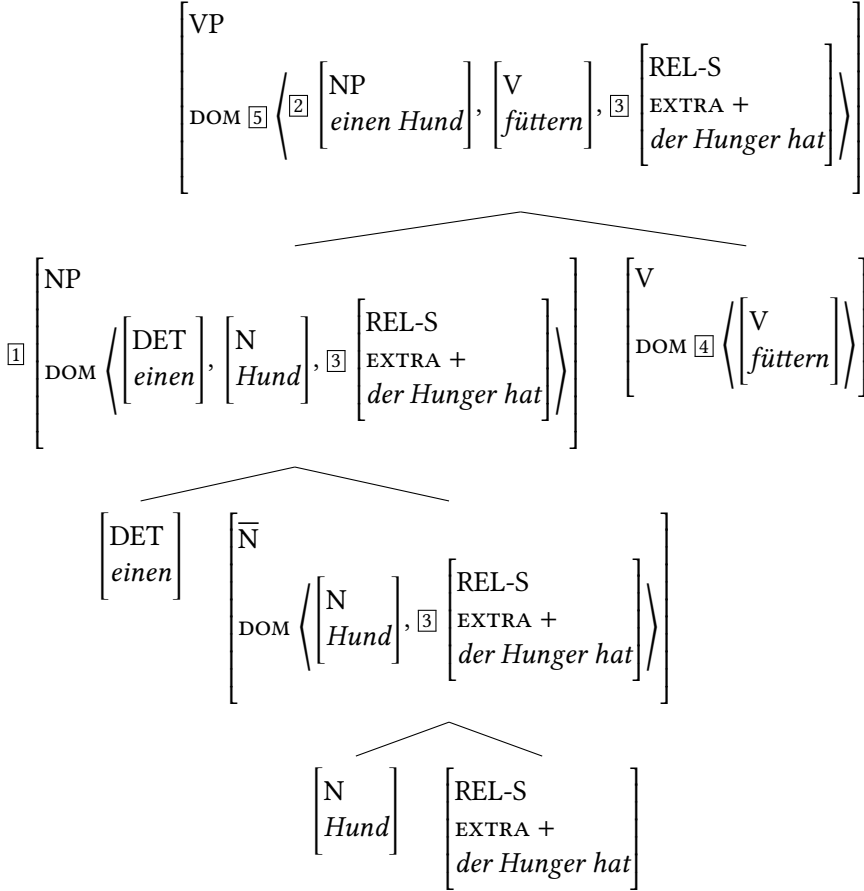 VP
DOM 5 ⟨ 2 [NP einen Hund], [V füttern], 3 [REL-S EXTRA + der Hunger hat] ⟩
1 NP
DOM ⟨ [DET einen], [N Hund], 3 [REL-S EXTRA + der Hunger hat] ⟩
V
DOM 4 ⟨ [V füttern] ⟩
DET
einen
N̅
DOM ⟨ [N Hund], 3 [REL-S EXTRA + der Hunger hat] ⟩
N
Hund
REL-S
EXTRA +
der Hunger hat